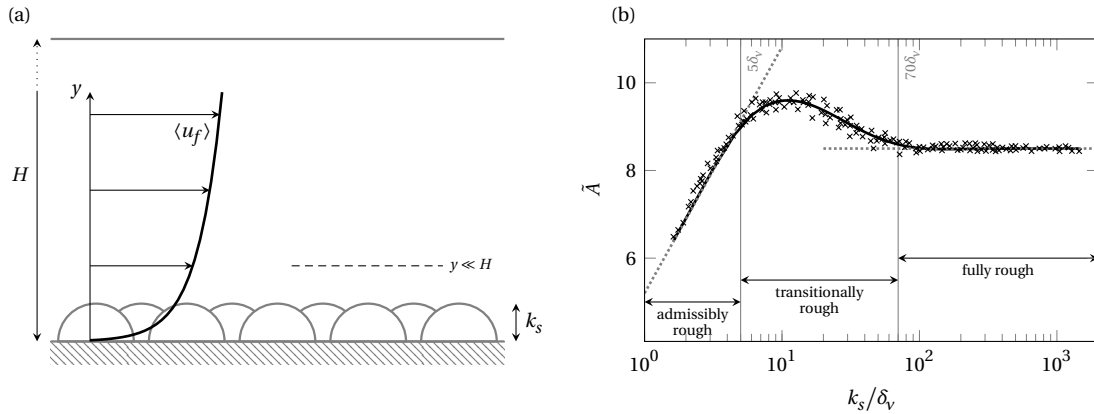 (a)
y
⟨u_f⟩
H
y ≪ H
k_s
(b)
5δ_ν
70δ_ν
10
8
6
Ã
fully rough
transitionally
rough
admissibly
rough
10^0
10^1
10^2
10^3
k_s/δ_ν